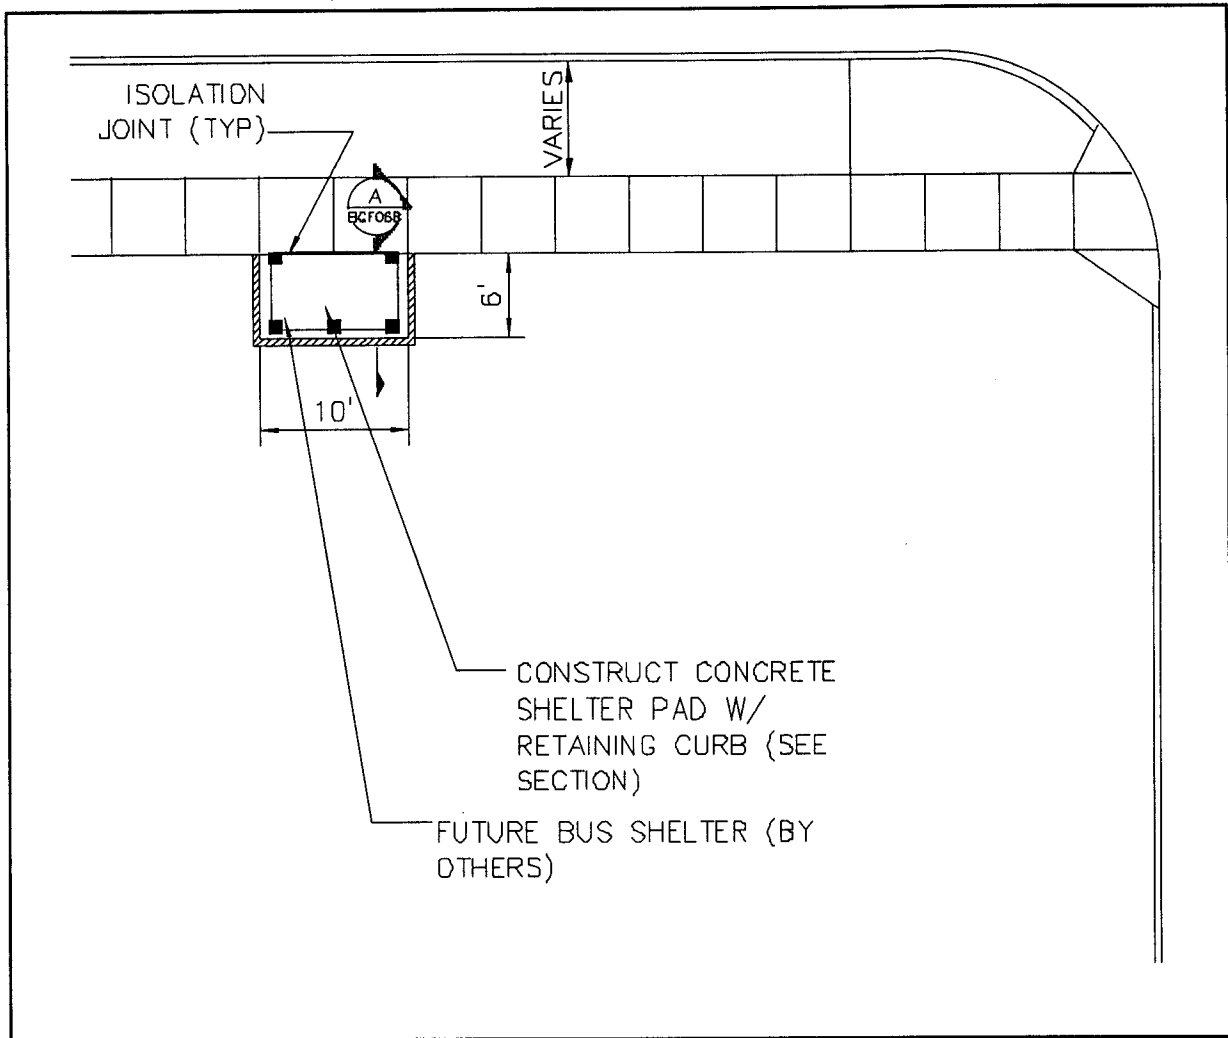 ISOLATION
JOINT (TYP)
VARIES
A
6'
10'
CONSTRUCT CONCRETE
SHELTER PAD W/
RETAINING CURB (SEE
SECTION)
FUTURE BUS SHELTER (BY
OTHERS)